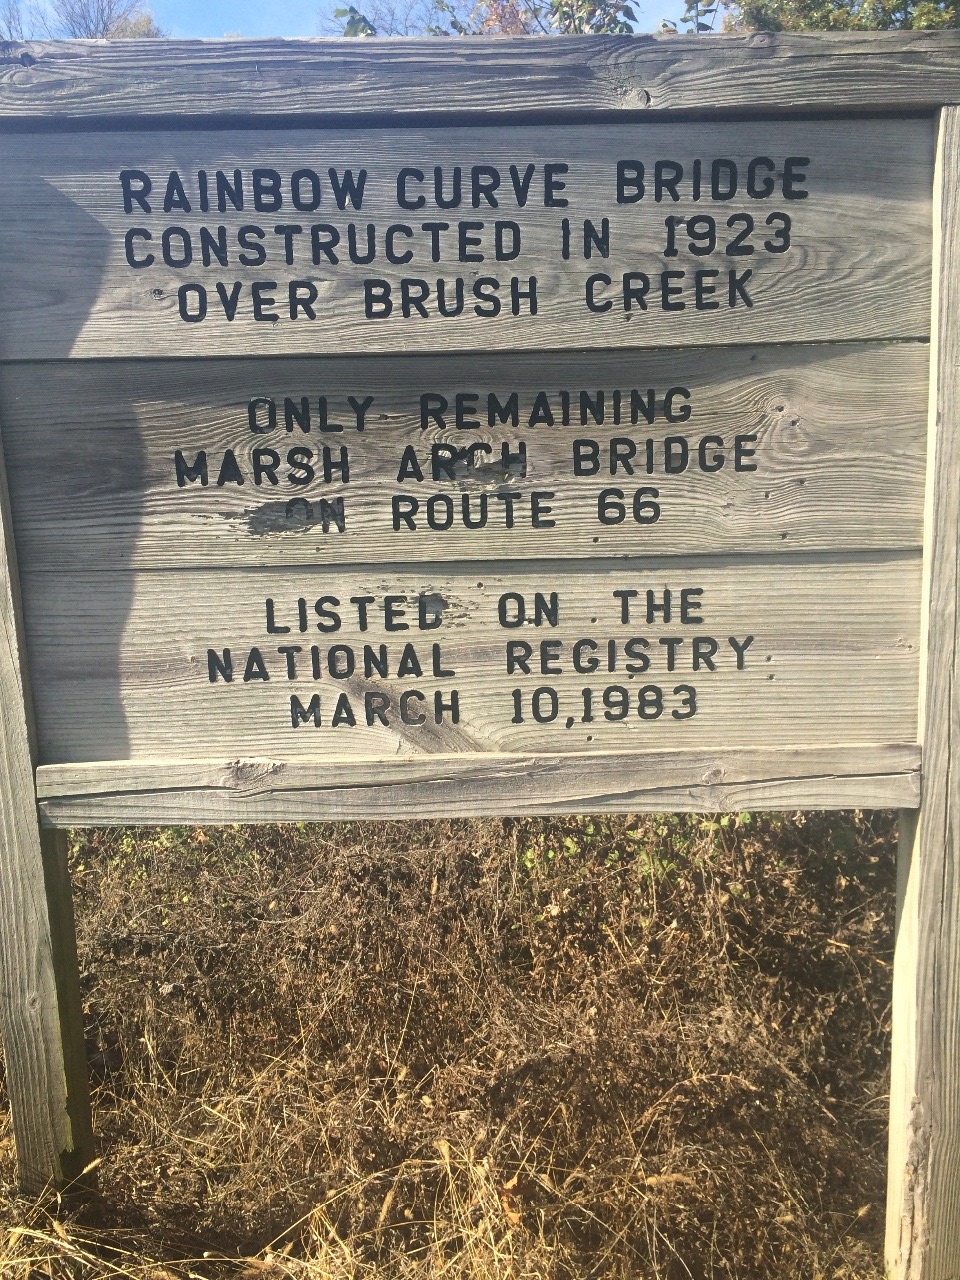 RAINBOW CURVE BRIDGE
CONSTRUCTED IN 1923
OVER BRUSH CREEK
ONLY REMAINING
MARSH ARCH BRIDGE
ON ROUTE 66
LISTED ON THE
NATIONAL REGISTRY
MARCH 10,1983